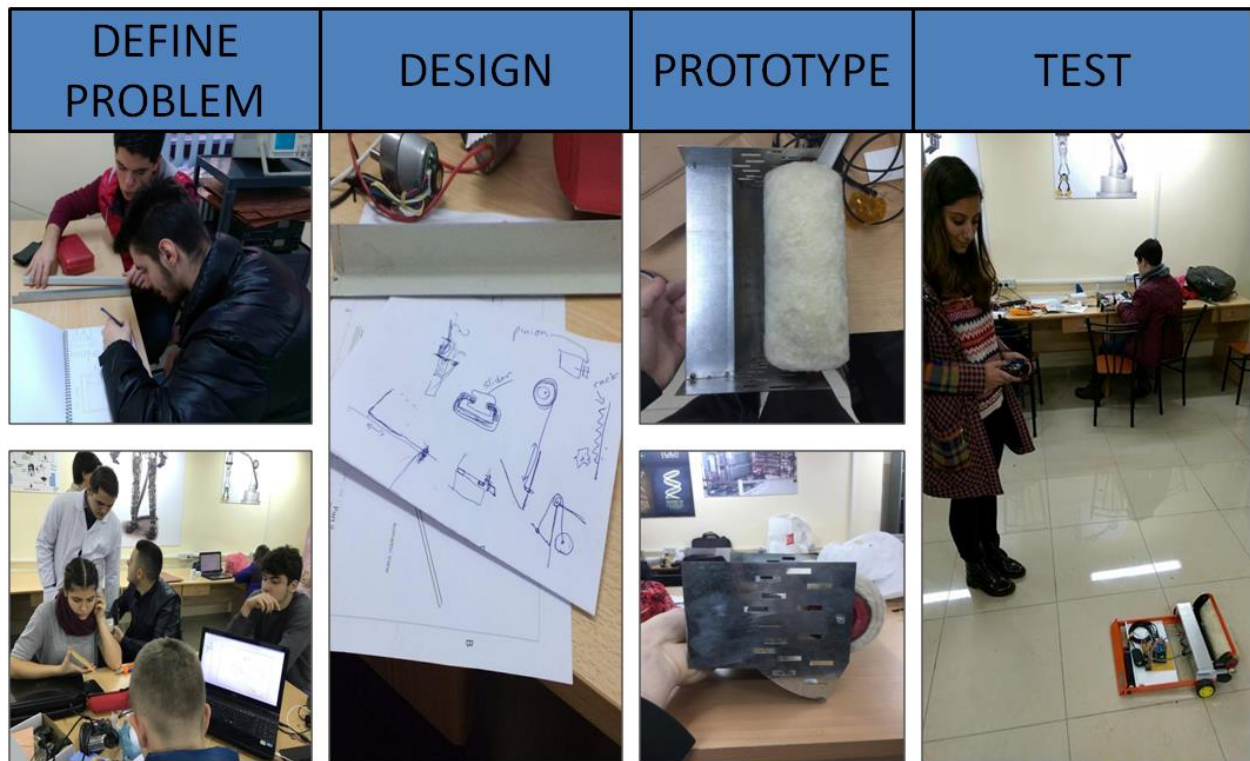 DEFINE
PROBLEM
DESIGN
PROTOTYPE
TEST
pinion
slider
rack
B